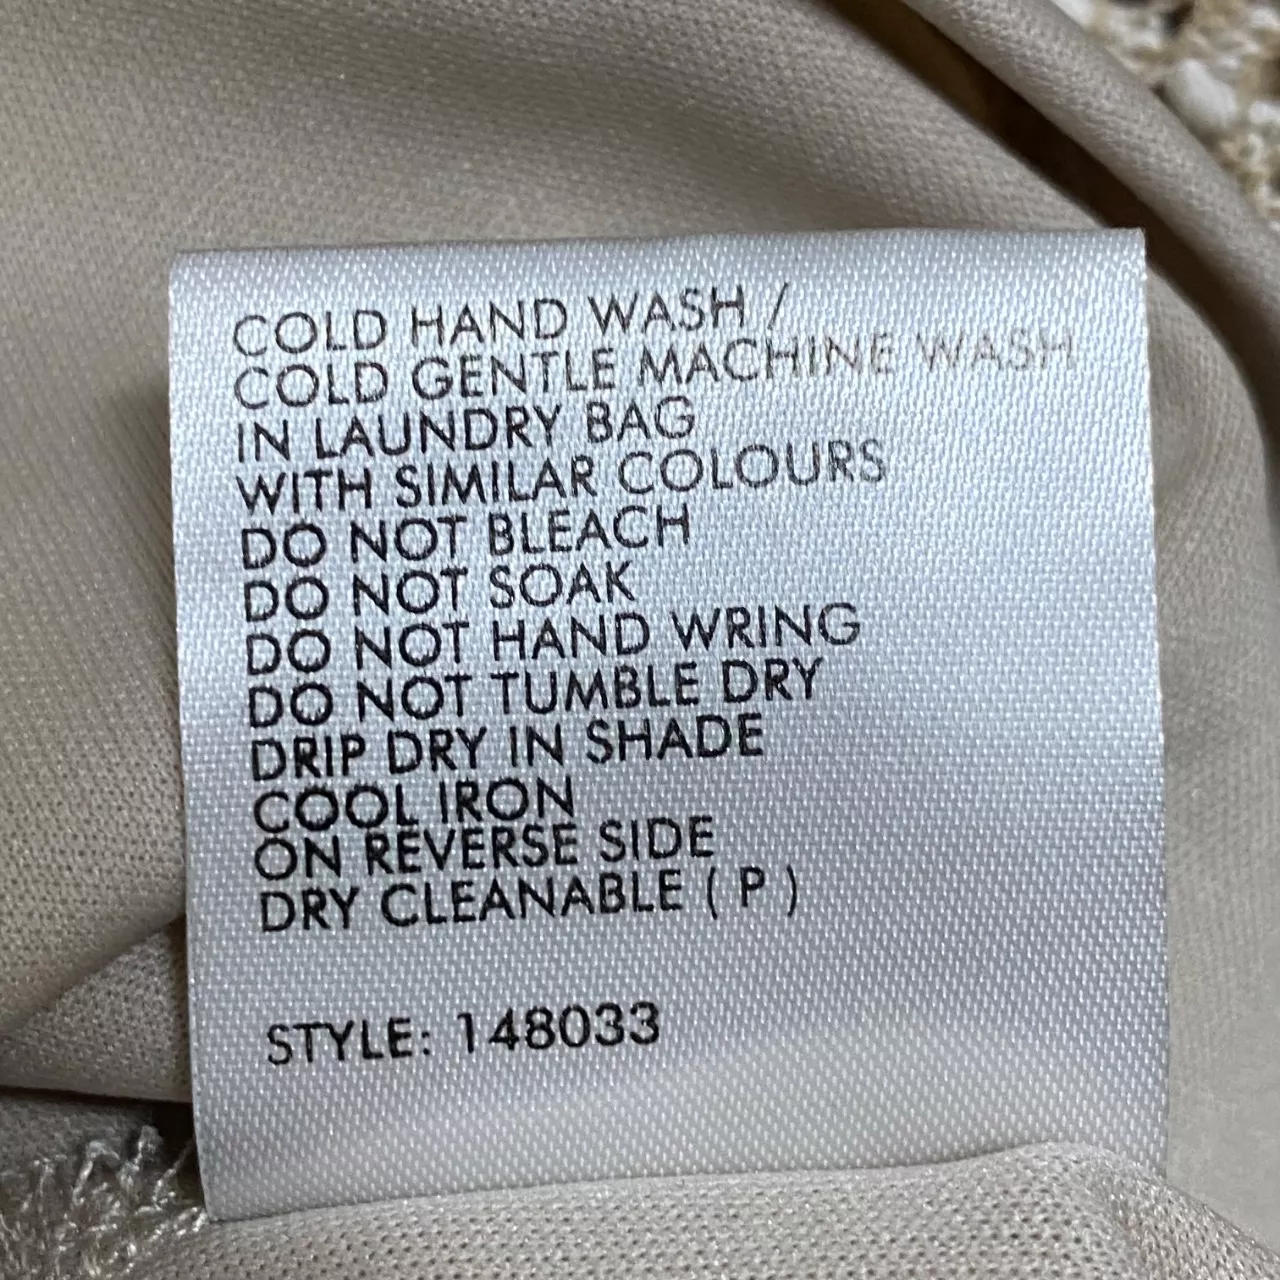 COLD HAND WASH /
COLD GENTLE MACHINE WASH
IN LAUNDRY BAG
WITH SIMILAR COLOURS
DO NOT BLEACH
DO NOT SOAK
DO NOT HAND WRING
DO NOT TUMBLE DRY
DRIP DRY IN SHADE
COOL IRON
ON REVERSE SIDE
DRY CLEANABLE ( P )
STYLE: 148033